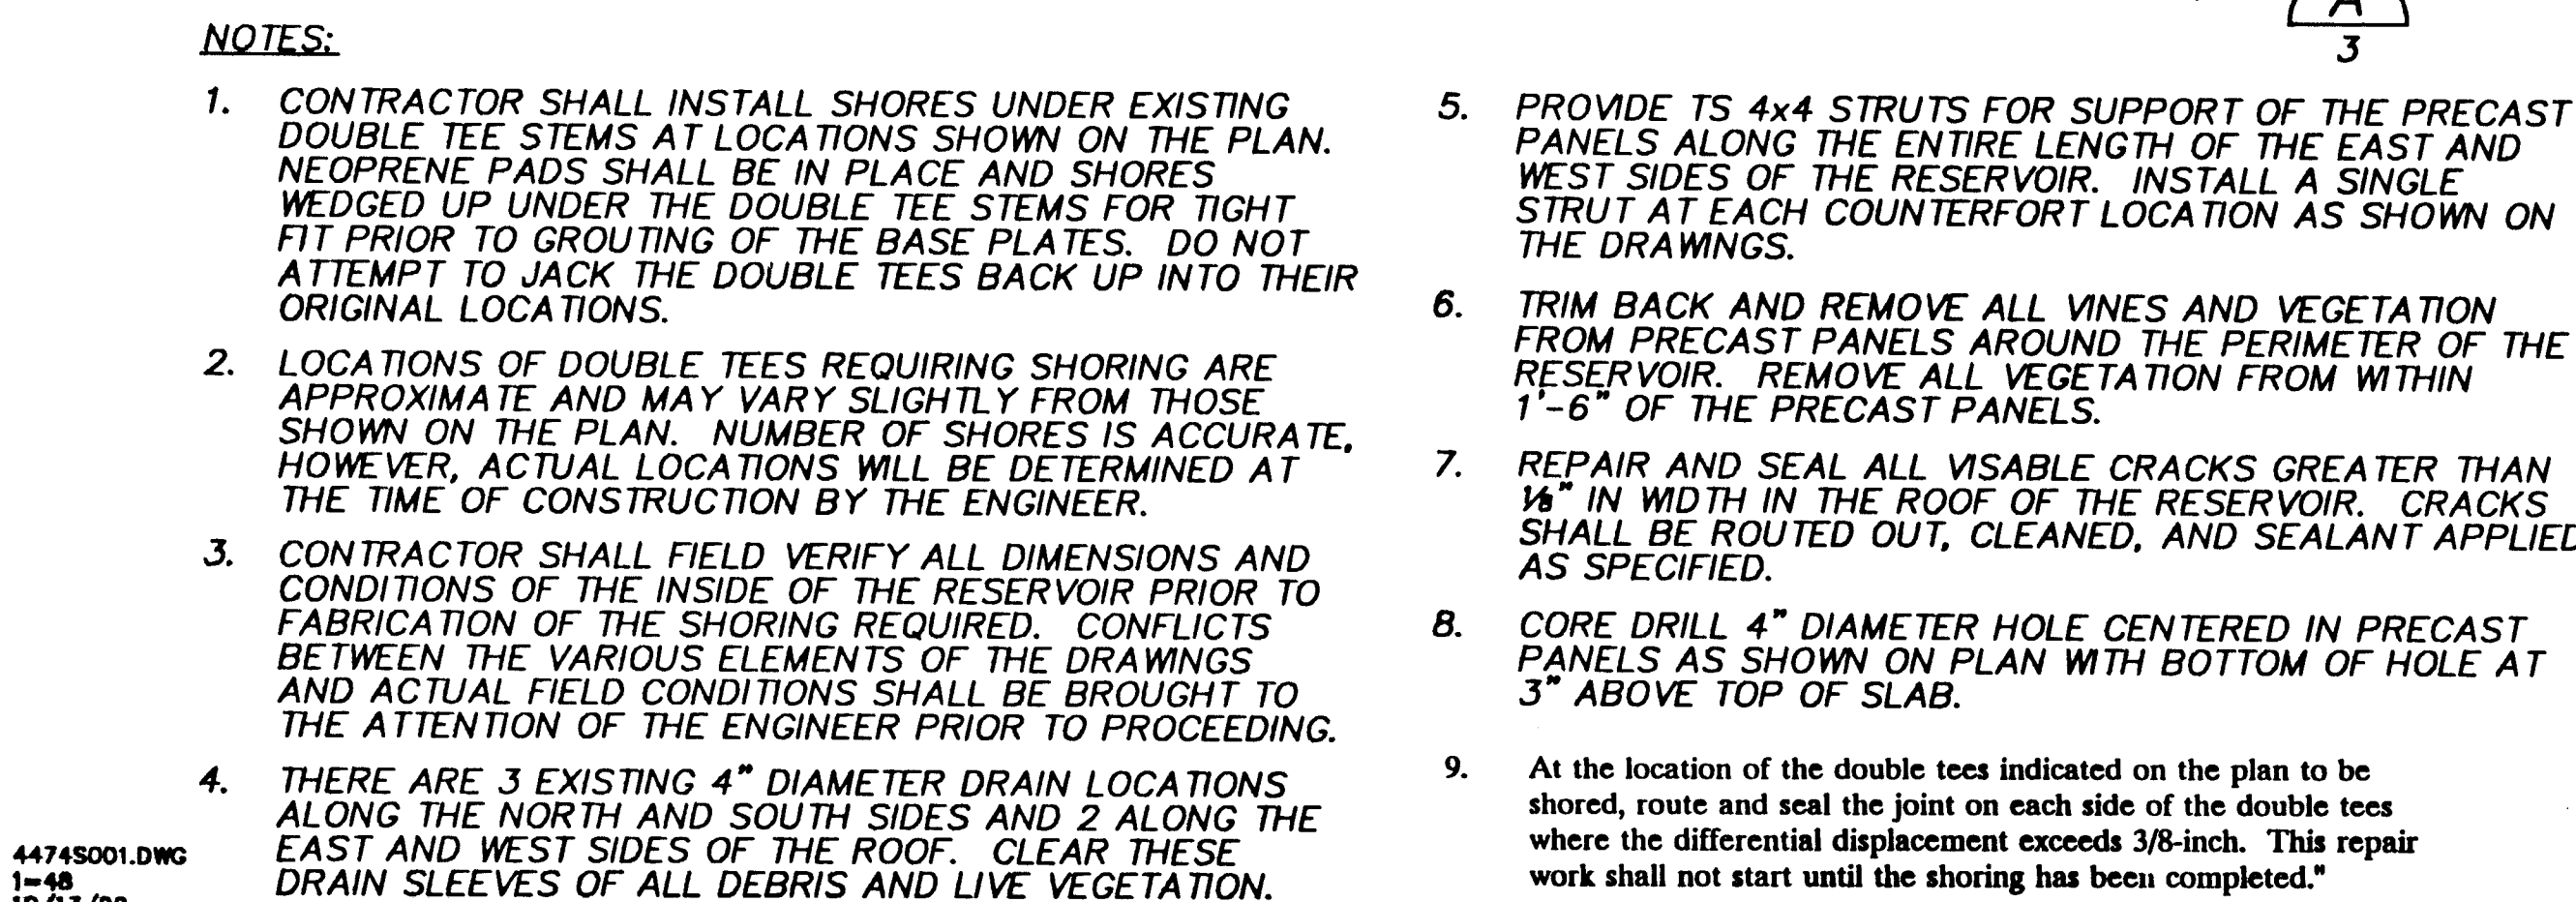 A
3
NOTES:
1. CONTRACTOR SHALL INSTALL SHORES UNDER EXISTING
DOUBLE TEE STEMS AT LOCATIONS SHOWN ON THE PLAN.
NEOPRENE PADS SHALL BE IN PLACE AND SHORES
WEDGED UP UNDER THE DOUBLE TEE STEMS FOR TIGHT
FIT PRIOR TO GROUTING OF THE BASE PLATES. DO NOT
ATTEMPT TO JACK THE DOUBLE TEES BACK UP INTO THEIR
ORIGINAL LOCATIONS.
2. LOCATIONS OF DOUBLE TEES REQUIRING SHORING ARE
APPROXIMATE AND MAY VARY SLIGHTLY FROM THOSE
SHOWN ON THE PLAN. NUMBER OF SHORES IS ACCURATE,
HOWEVER, ACTUAL LOCATIONS WILL BE DETERMINED AT
THE TIME OF CONSTRUCTION BY THE ENGINEER.
3. CONTRACTOR SHALL FIELD VERIFY ALL DIMENSIONS AND
CONDITIONS OF THE INSIDE OF THE RESERVOIR PRIOR TO
FABRICATION OF THE SHORING REQUIRED. CONFLICTS
BETWEEN THE VARIOUS ELEMENTS OF THE DRAWINGS
AND ACTUAL FIELD CONDITIONS SHALL BE BROUGHT TO
THE ATTENTION OF THE ENGINEER PRIOR TO PROCEEDING.
4. THERE ARE 3 EXISTING 4" DIAMETER DRAIN LOCATIONS
ALONG THE NORTH AND SOUTH SIDES AND 2 ALONG THE
EAST AND WEST SIDES OF THE ROOF. CLEAR THESE
DRAIN SLEEVES OF ALL DEBRIS AND LIVE VEGETATION.
5. PROVIDE TS 4x4 STRUTS FOR SUPPORT OF THE PRECAST
PANELS ALONG THE ENTIRE LENGTH OF THE EAST AND
WEST SIDES OF THE RESERVOIR. INSTALL A SINGLE
STRUT AT EACH COUNTERFORT LOCATION AS SHOWN ON
THE DRAWINGS.
6. TRIM BACK AND REMOVE ALL VINES AND VEGETATION
FROM PRECAST PANELS AROUND THE PERIMETER OF THE
RESERVOIR. REMOVE ALL VEGETATION FROM WITHIN
1'-6" OF THE PRECAST PANELS.
7. REPAIR AND SEAL ALL VISABLE CRACKS GREATER THAN
1/8" IN WIDTH IN THE ROOF OF THE RESERVOIR. CRACKS
SHALL BE ROUTED OUT, CLEANED, AND SEALANT APPLIED
AS SPECIFIED.
8. CORE DRILL 4" DIAMETER HOLE CENTERED IN PRECAST
PANELS AS SHOWN ON PLAN WITH BOTTOM OF HOLE AT
3" ABOVE TOP OF SLAB.
9. At the location of the double tees indicated on the plan to be
shored, route and seal the joint on each side of the double tees
where the differential displacement exceeds 3/8-inch. This repair
work shall not start until the shoring has been completed."
4474S001.DWG
1=48